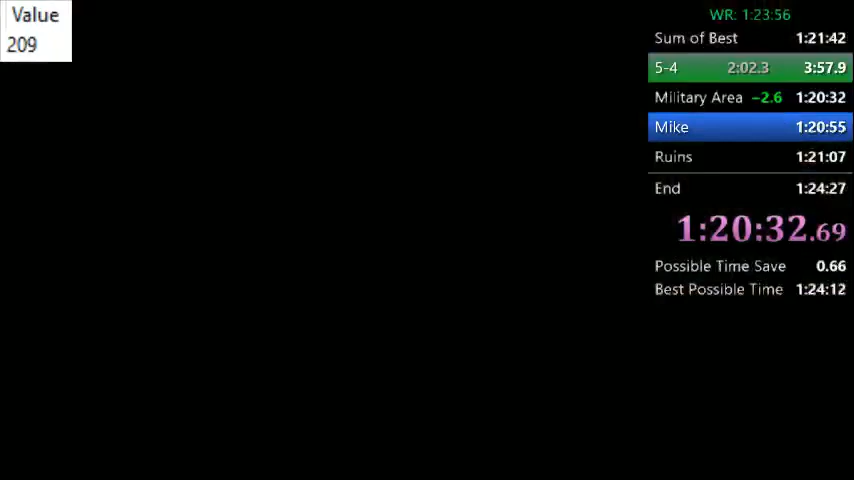 Value
209
WR: 1:23:56
Sum of Best 1:21:42
5-4 2:02.3 3:57.9
Military Area −2.6 1:20:32
Mike 1:20:55
Ruins 1:21:07
End 1:24:27
1:20:32.69
Possible Time Save 0.66
Best Possible Time 1:24:12